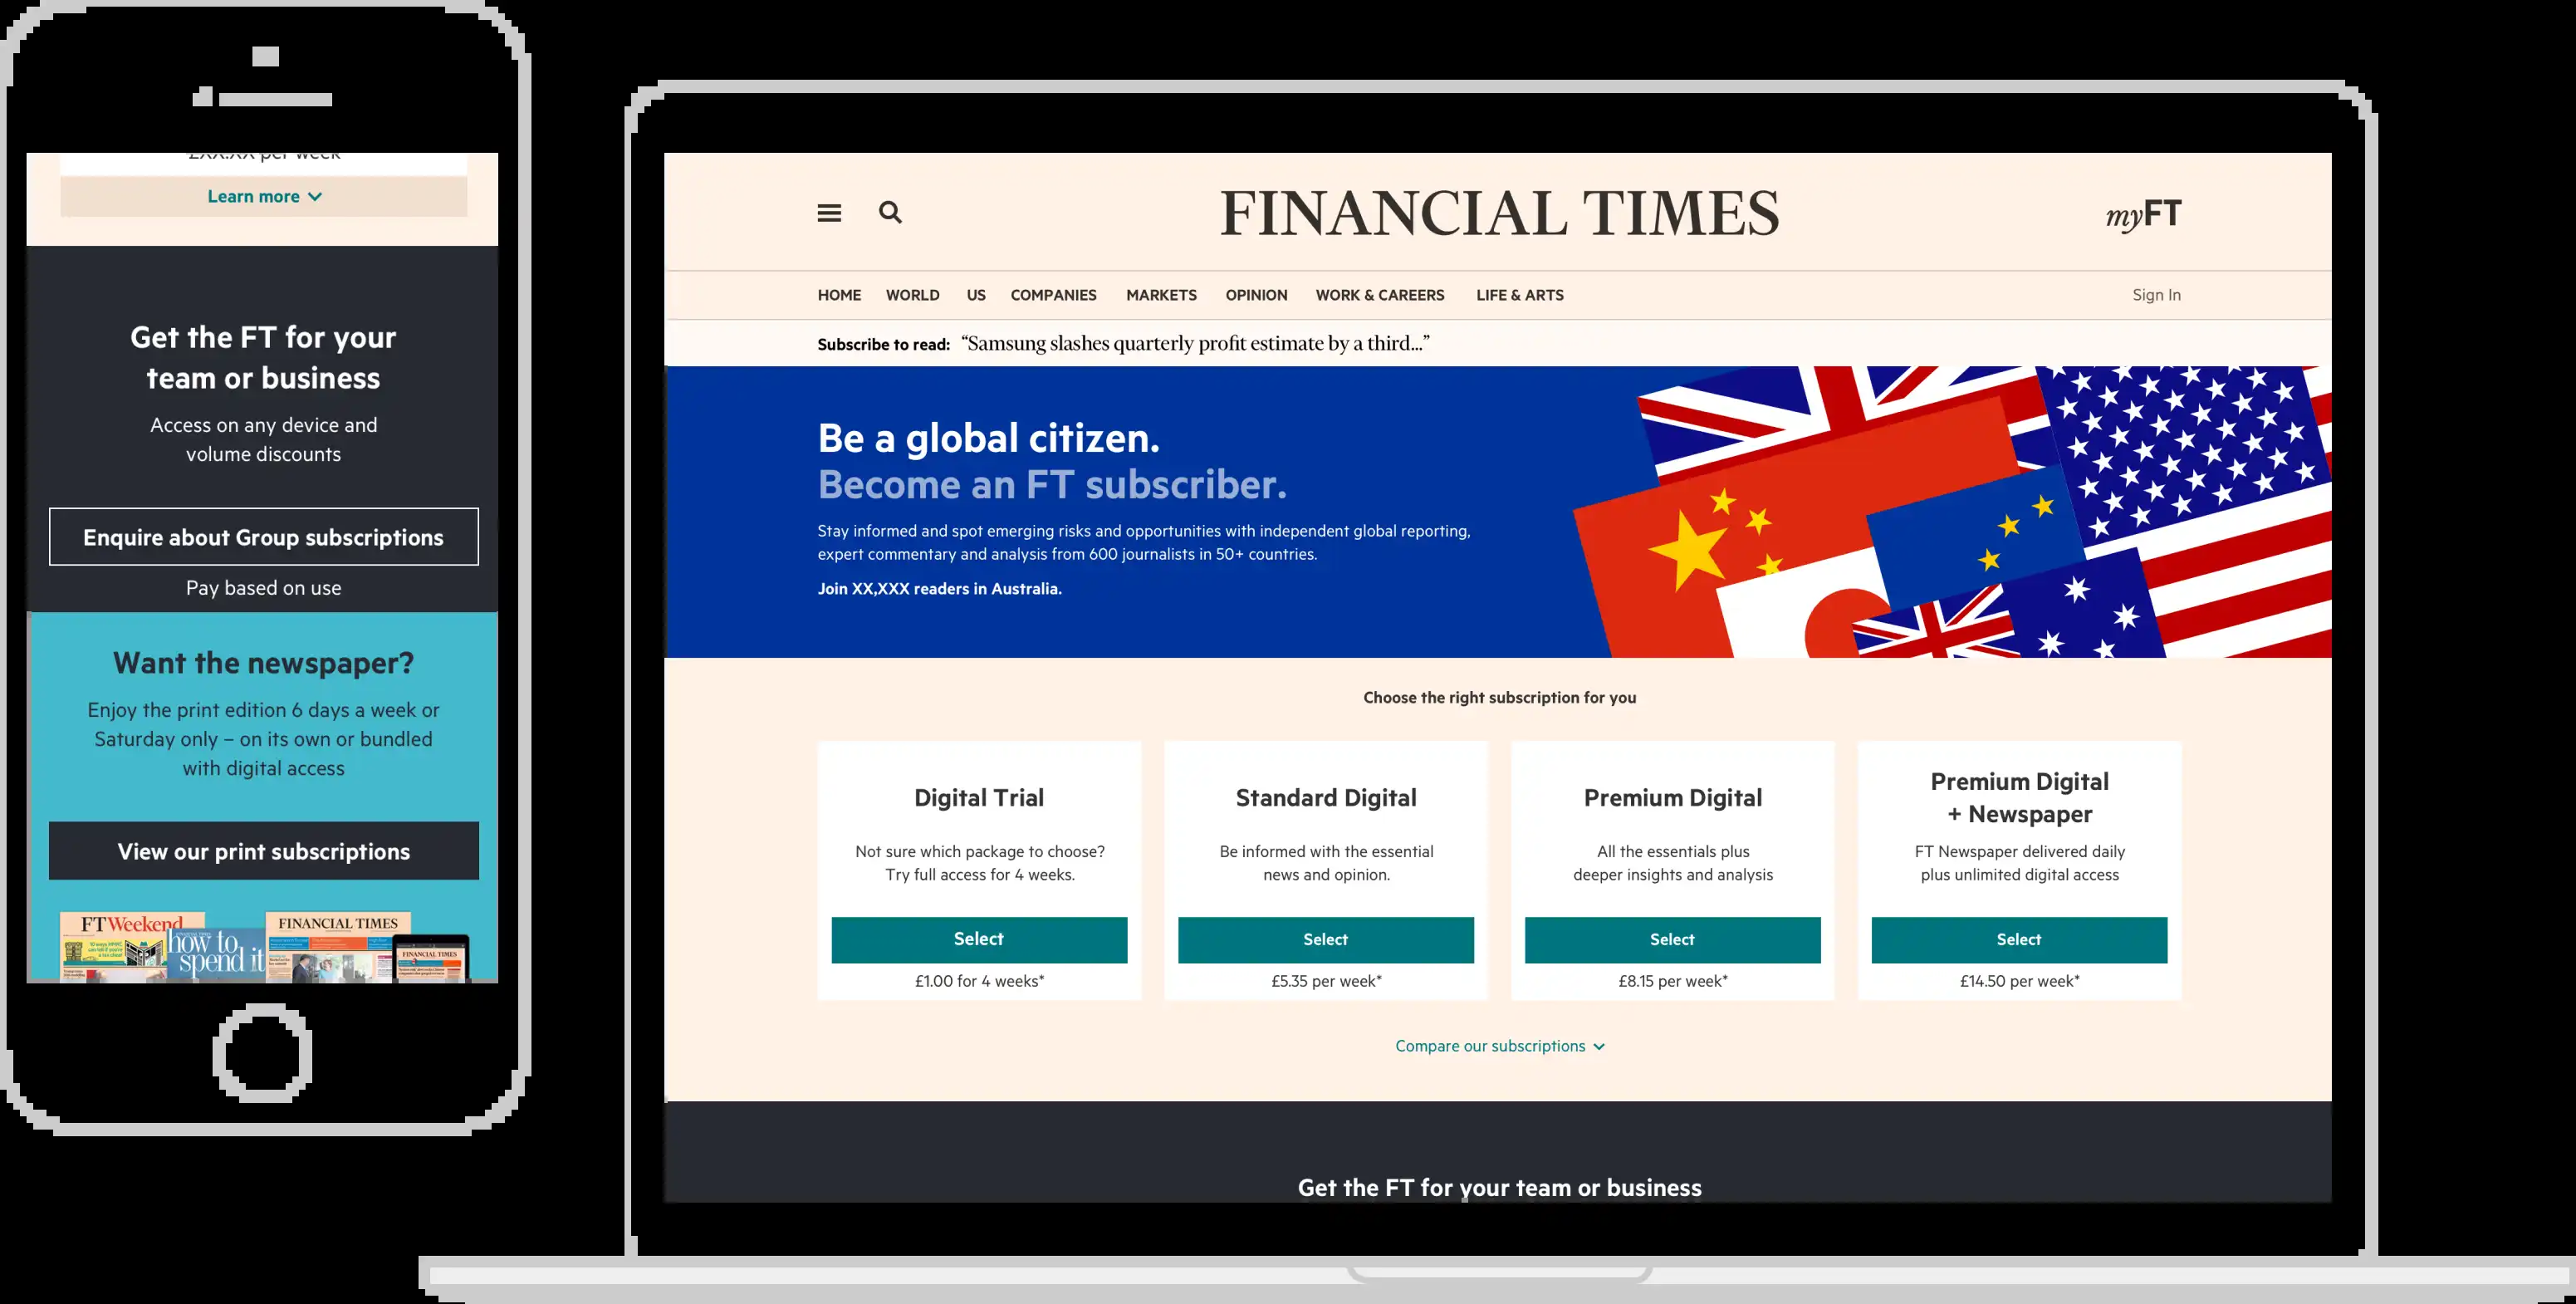 Learn more
Get the FT for your
team or business
Access on any device and
volume discounts
Enquire about Group subscriptions
Pay based on use
Want the newspaper?
Enjoy the print edition 6 days a week or
Saturday only – on its own or bundled
with digital access
View our print subscriptions
FTWeekend
how to
spend it
FINANCIAL TIMES
FINANCIAL TIMES
FINANCIAL TIMES
myFT
HOME WORLD US COMPANIES MARKETS OPINION WORK & CAREERS LIFE & ARTS Sign In
Subscribe to read: “Samsung slashes quarterly profit estimate by a third...”
Be a global citizen.
Become an FT subscriber.
Stay informed and spot emerging risks and opportunities with independent global reporting,
expert commentary and analysis from 600 journalists in 50+ countries.
Join XX,XXX readers in Australia.
Choose the right subscription for you
Digital Trial
Not sure which package to choose?
Try full access for 4 weeks.
Select
£1.00 for 4 weeks*
Standard Digital
Be informed with the essential
news and opinion.
Select
£5.35 per week*
Premium Digital
All the essentials plus
deeper insights and analysis
Select
£8.15 per week*
Premium Digital
+ Newspaper
FT Newspaper delivered daily
plus unlimited digital access
Select
£14.50 per week*
Compare our subscriptions
Get the FT for your team or business